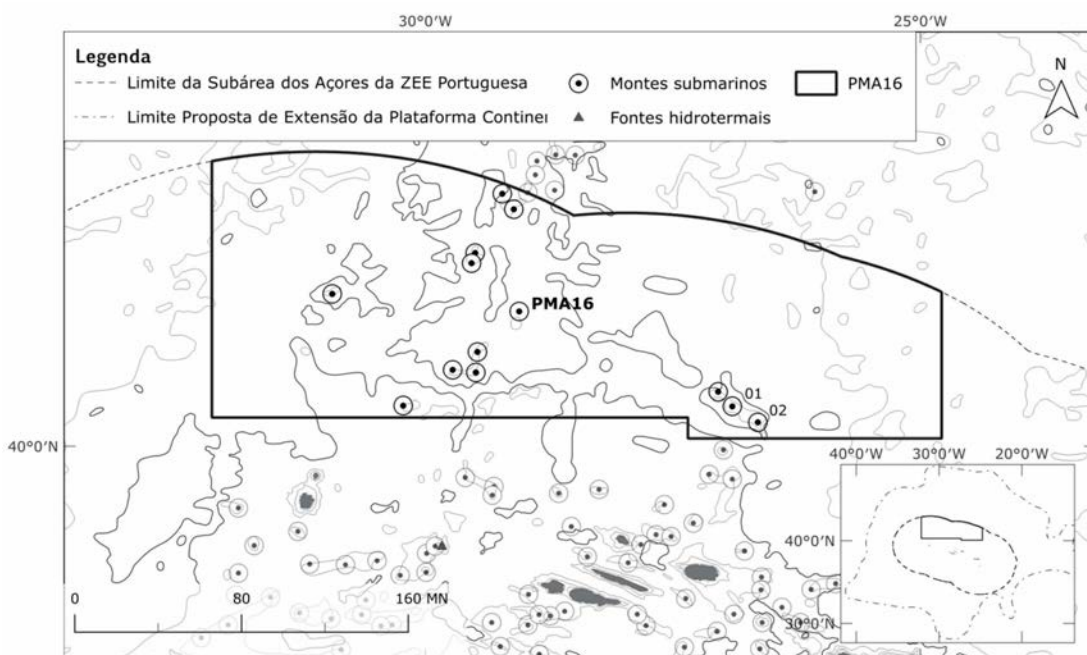 30°0'W 25°0'W
Legenda
Limite da Subárea dos Açores da ZEE Portuguesa
Montes submarinos
PMA16
Limite Proposta de Extensão da Plataforma Continer
Fontes hidrotermais
N
PMA16
01
02
40°0'N
40°0'W 30°0'W 20°0'W
40°0'N
30°0'N
0 80 160 MN